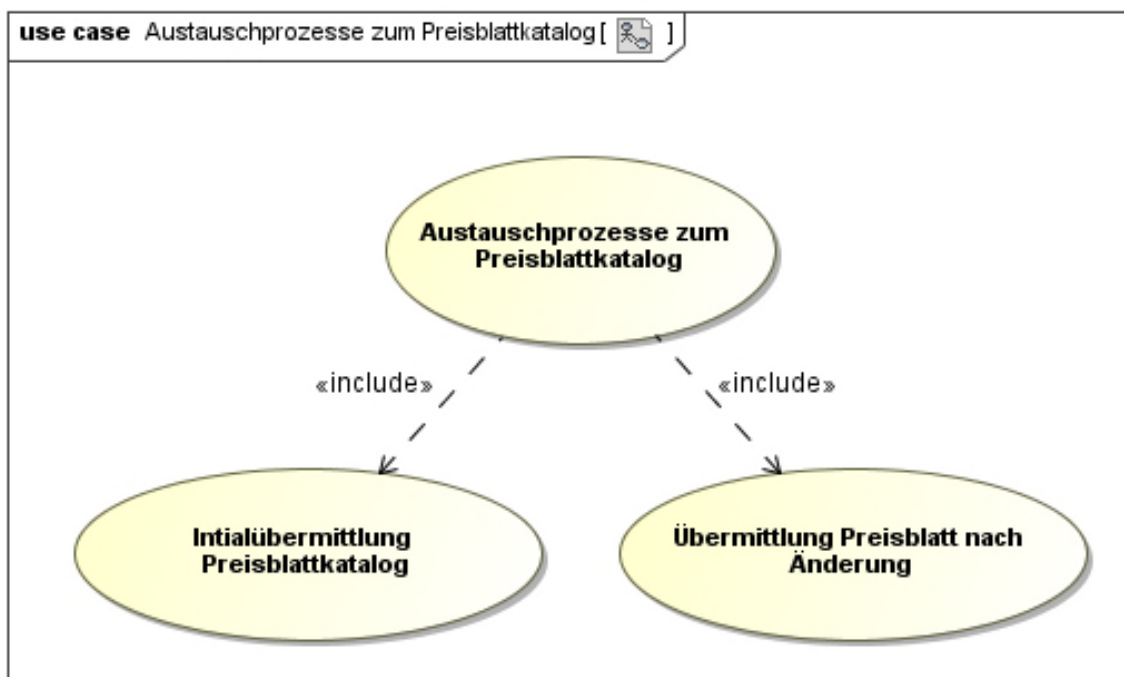 use case Austauschprozesse zum Preisblattkatalog [ ]
Austauschprozesse zum
Preisblattkatalog
«include»
«include»
Intialübermittlung
Preisblattkatalog
Übermittlung Preisblatt nach
Änderung